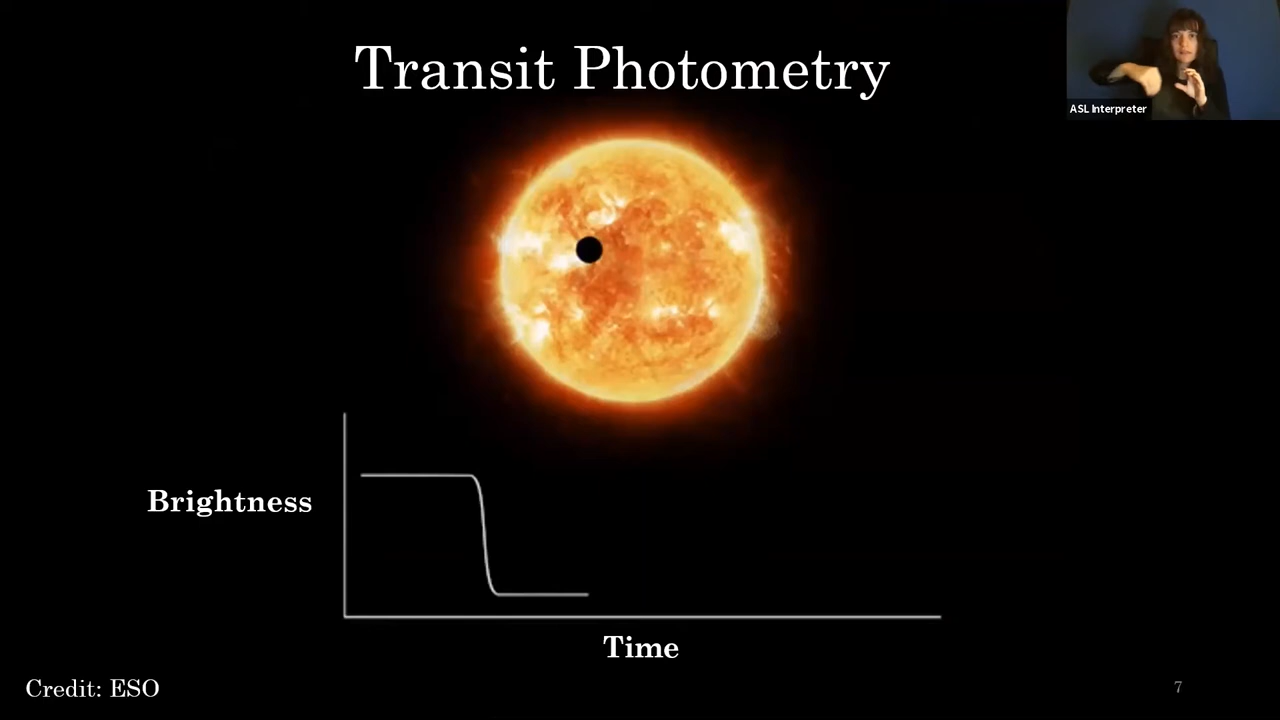 Transit Photometry
ASL Interpreter
Brightness
Time
Credit: ESO
7